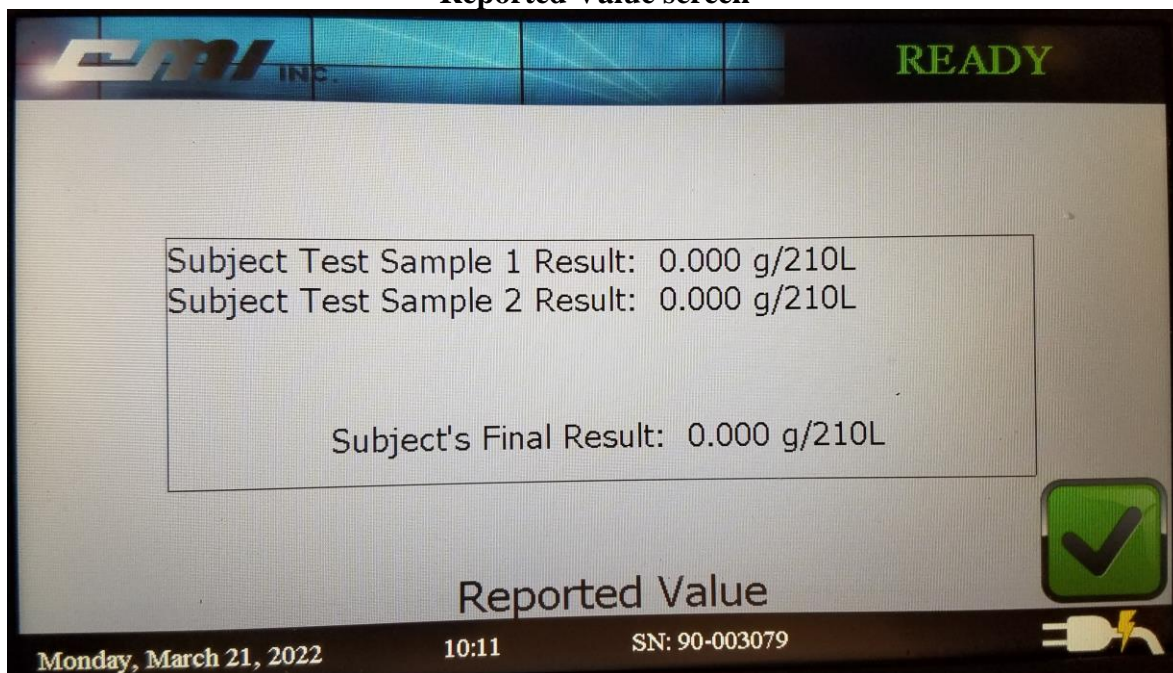 Reported Value screen
CMI INC.
READY
Subject Test Sample 1 Result: 0.000 g/210L
Subject Test Sample 2 Result: 0.000 g/210L
Subject's Final Result: 0.000 g/210L
Reported Value
Monday, March 21, 2022 10:11 SN: 90-003079